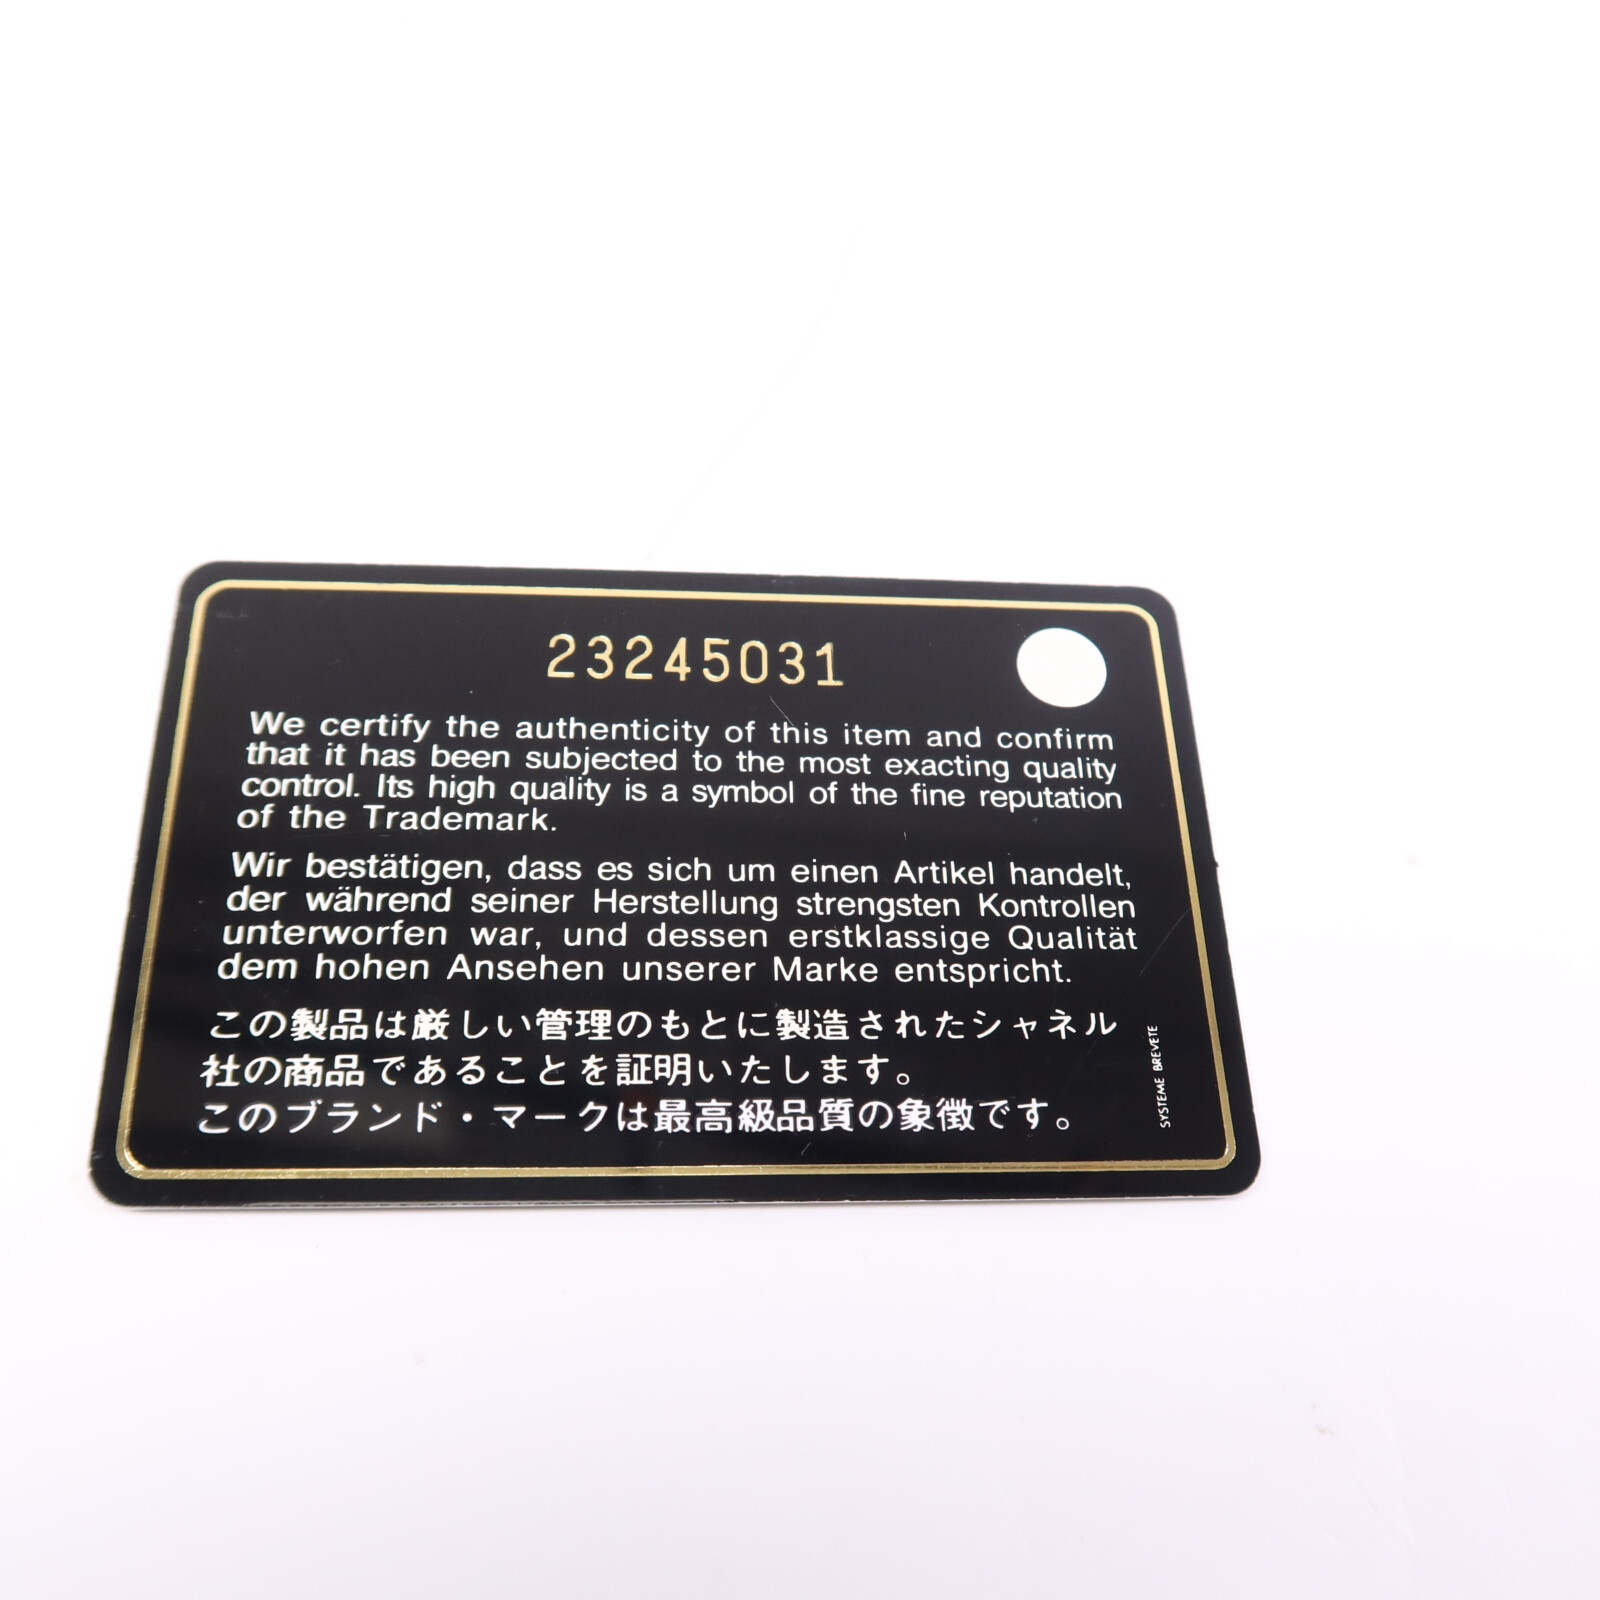 23245031
We certify the authenticity of this item and confirm
that it has been subjected to the most exacting quality
control. Its high quality is a symbol of the fine reputation
of the Trademark.
Wir bestätigen, dass es sich um einen Artikel handelt,
der während seiner Herstellung strengsten Kontrollen
unterworfen war, und dessen erstklassige Qualität
dem hohen Ansehen unserer Marke entspricht.
この製品は厳しい管理のもとに製造されたシャネル
社の商品であることを証明いたします。
このブランド・マークは最高級品質の象徴です。
SYSTEME BREVETE